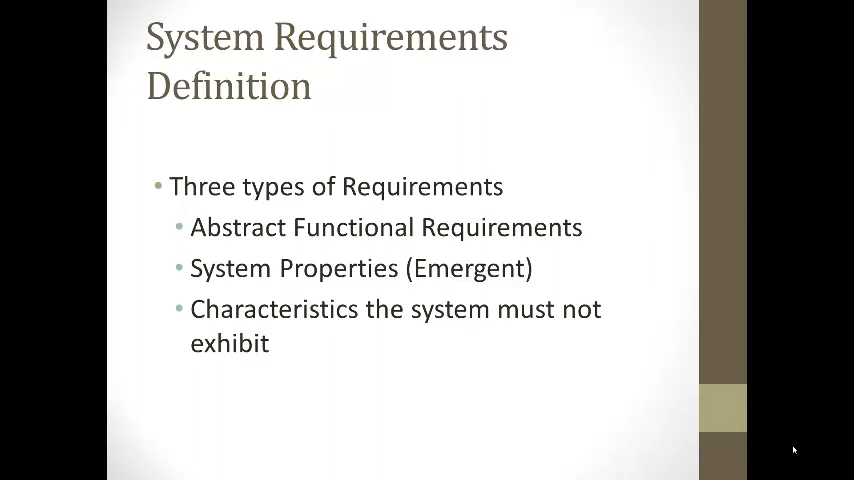 System Requirements
Definition
• Three types of Requirements
• Abstract Functional Requirements
• System Properties (Emergent)
• Characteristics the system must not
exhibit